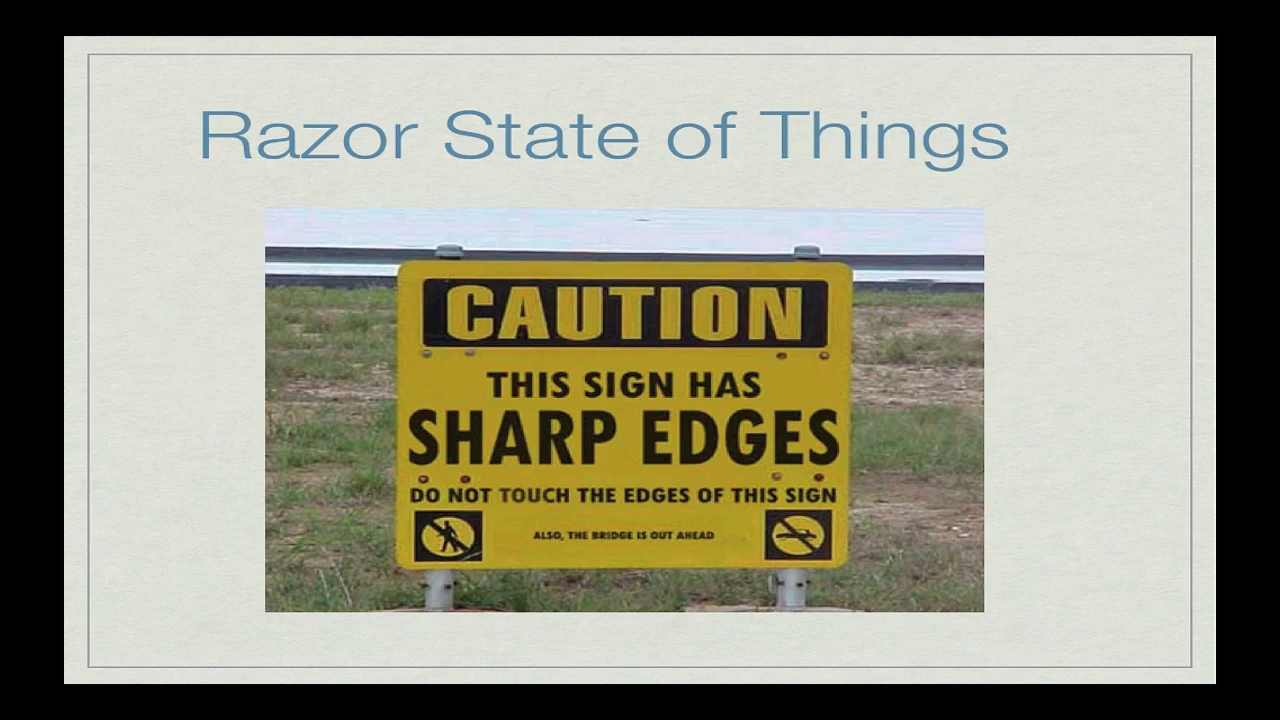 Razor State of Things
CAUTION
THIS SIGN HAS
SHARP EDGES
DO NOT TOUCH THE EDGES OF THIS SIGN
ALSO, THE BRIDGE IS OUT AHEAD